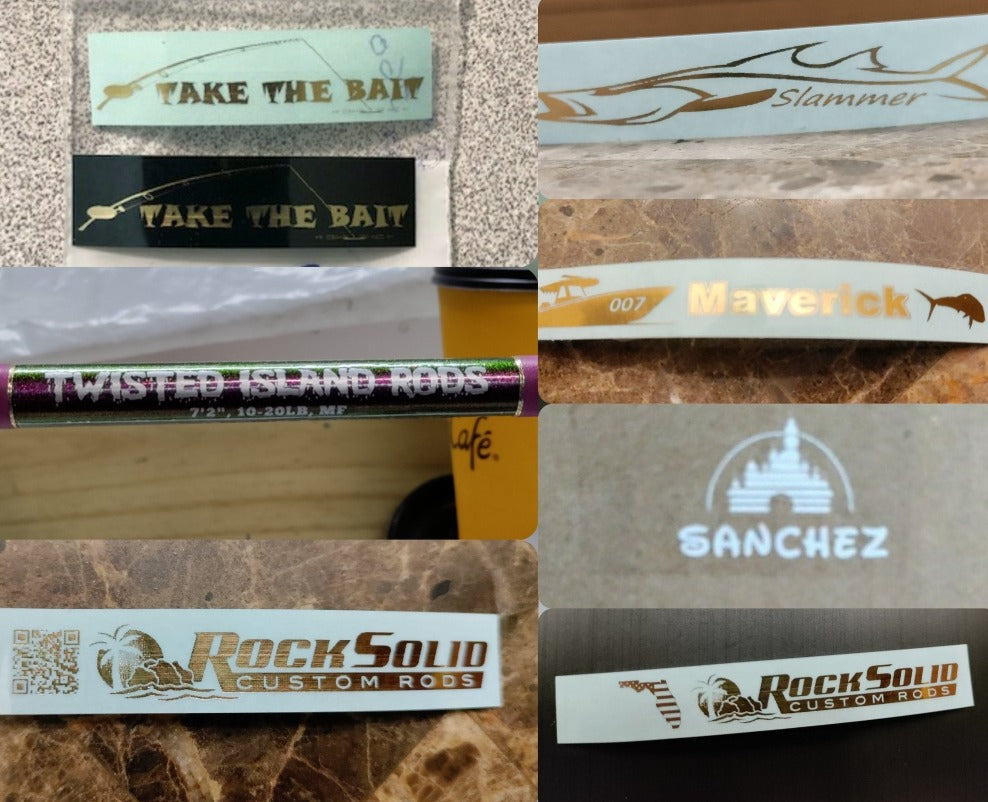 TAKE THE BAIT
TAKE THE BAIT
Slammer
007
Maverick
TWISTED ISLAND RODS
7'2", 10-20LB, MF
afé
SANCHEZ
ROCKSOLID
CUSTOM RODS
ROCKSOLID
CUSTOM RODS